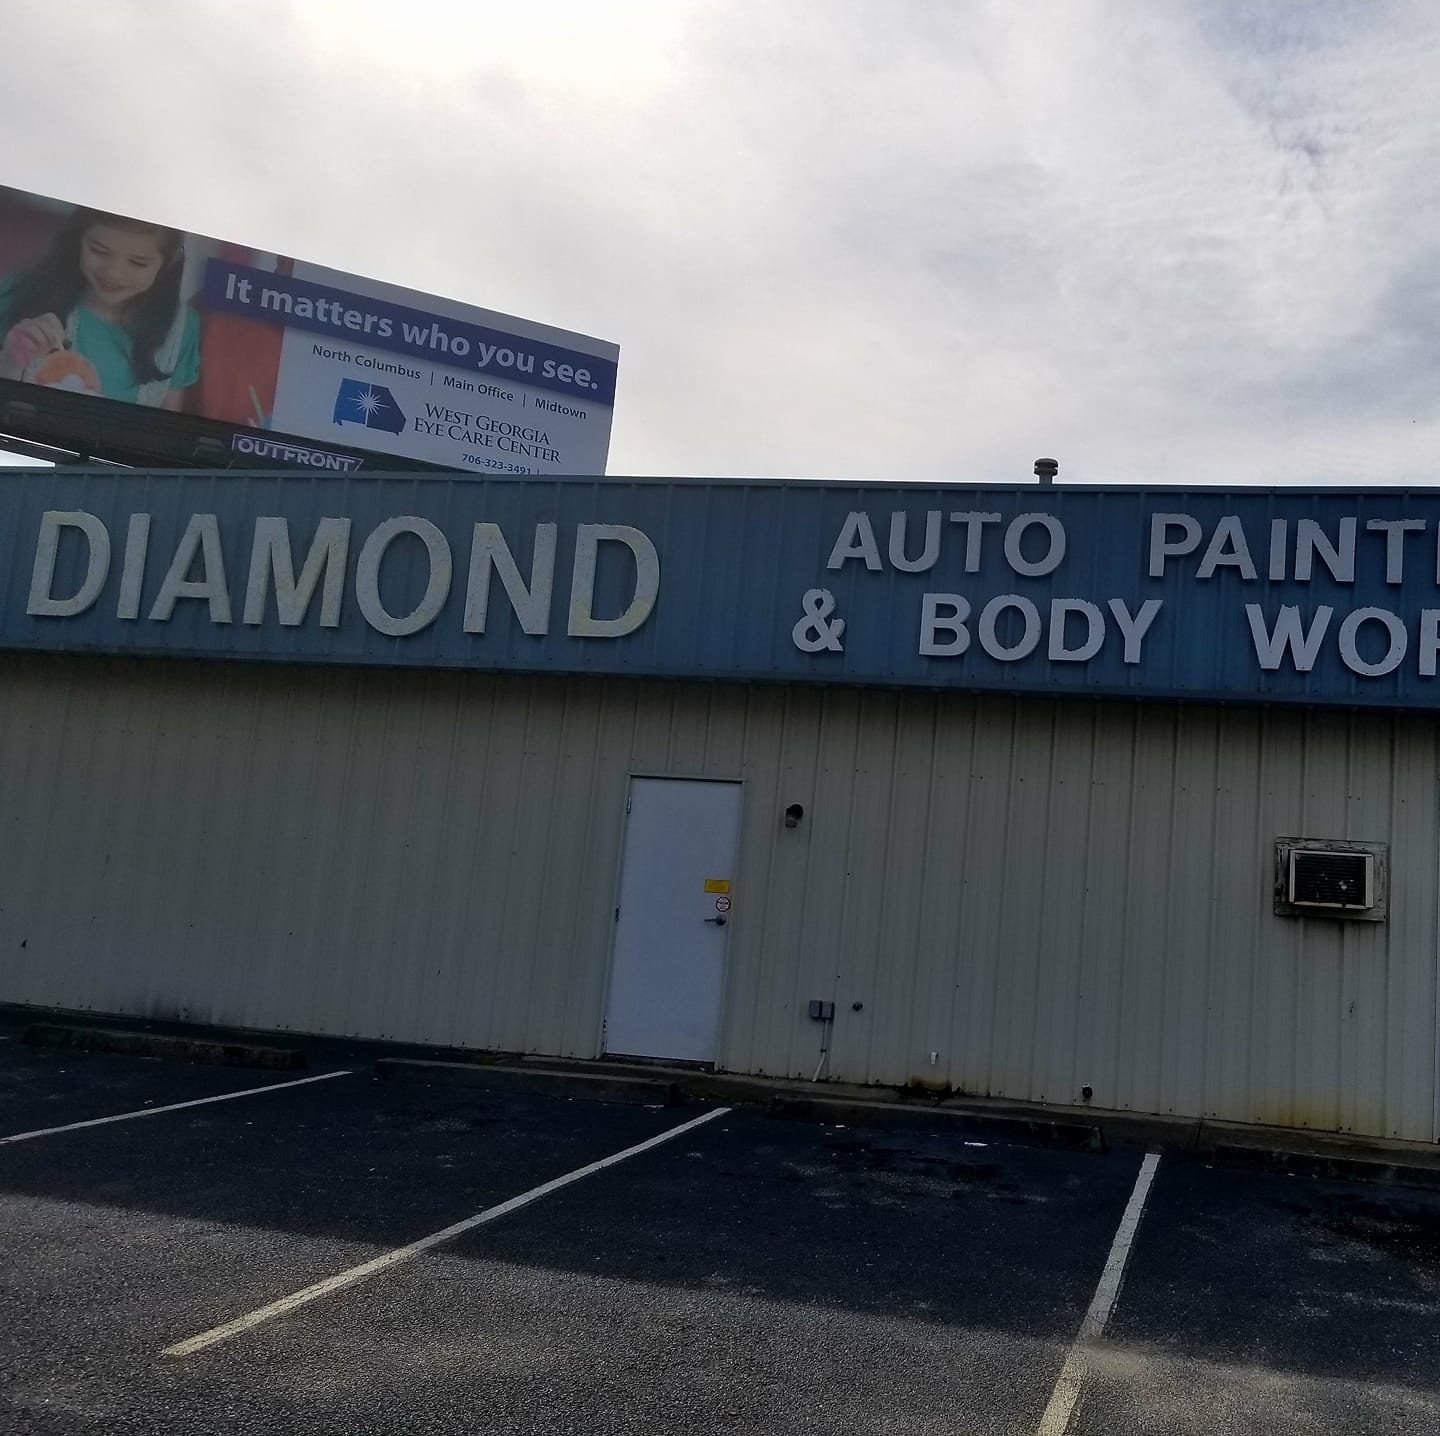 It matters who you see.
North Columbus | Main Office | Midtown
WEST GEORGIA
EYE CARE CENTER
706-323-3491 |
OUTFRONT/
DIAMOND
AUTO PAINTI
& BODY WOR